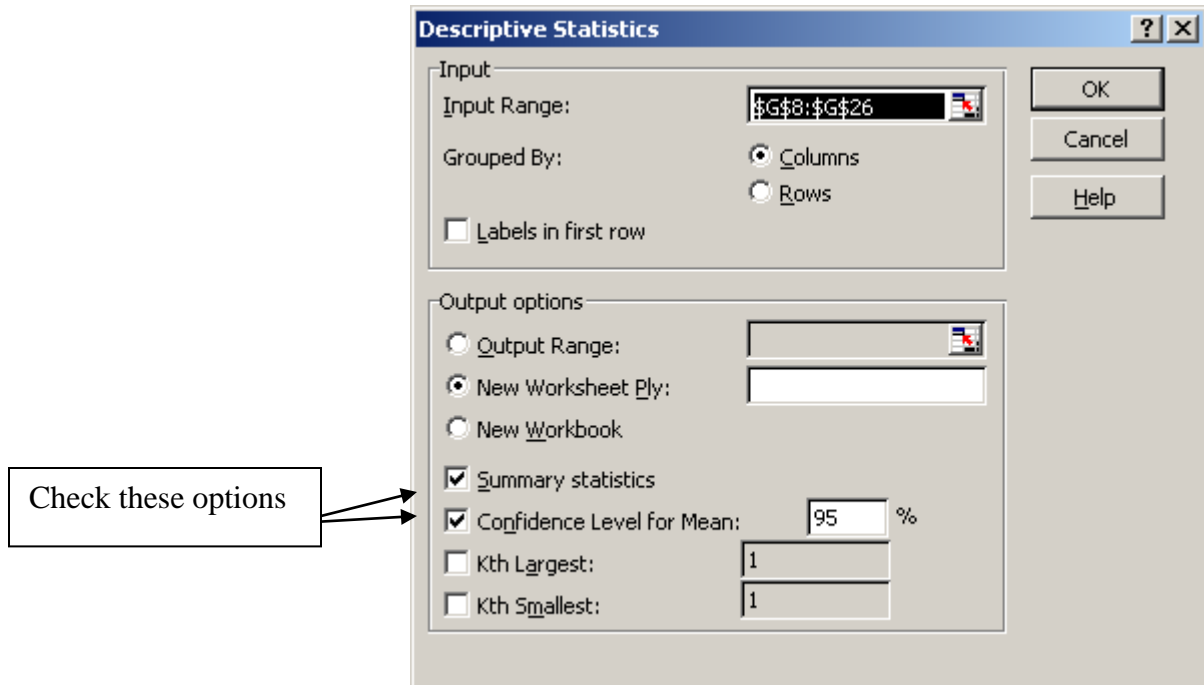 Descriptive Statistics
Input
Input Range: $G$8:$G$26
Grouped By: Columns
Rows
Labels in first row
OK
Cancel
Help
Output options
Output Range:
New Worksheet Ply:
New Workbook
Summary statistics
Confidence Level for Mean: 95 %
Kth Largest: 1
Kth Smallest: 1
Check these options